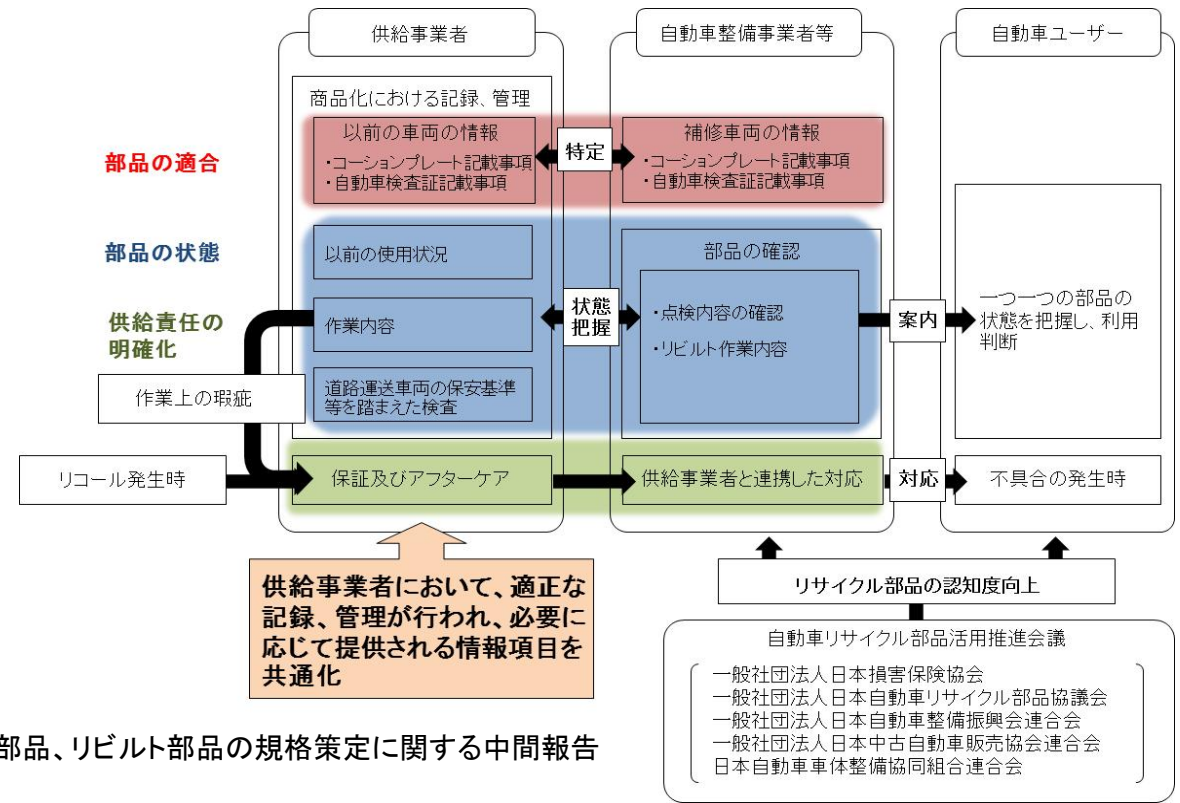 供給事業者
自動車整備事業者等
自動車ユーザー
商品化における記録、管理
部品の適合
以前の車両の情報
・コーションプレート記載事項
・自動車検査証記載事項
特定
補修車両の情報
・コーションプレート記載事項
・自動車検査証記載事項
部品の状態
以前の使用状況
作業内容
道路運送車両の保安基準
等を踏まえた検査
状態
把握
部品の確認
・点検内容の確認
・リビルト作業内容
案内
一つ一つの部品の
状態を把握し、利用
判断
供給責任の
明確化
作業上の瑕疵
リコール発生時
保証及びアフターケア
供給事業者と連携した対応
対応
不具合の発生時
供給事業者において、適正な
記録、管理が行われ、必要に
応じて提供される情報項目を
共通化
リサイクル部品の認知度向上
自動車リサイクル部品活用推進会議
一般社団法人日本損害保険協会
一般社団法人日本自動車リサイクル部品協議会
一般社団法人日本自動車整備振興会連合会
一般社団法人日本中古自動車販売協会連合会
日本自動車車体整備協同組合連合会
部品、リビルト部品の規格策定に関する中間報告